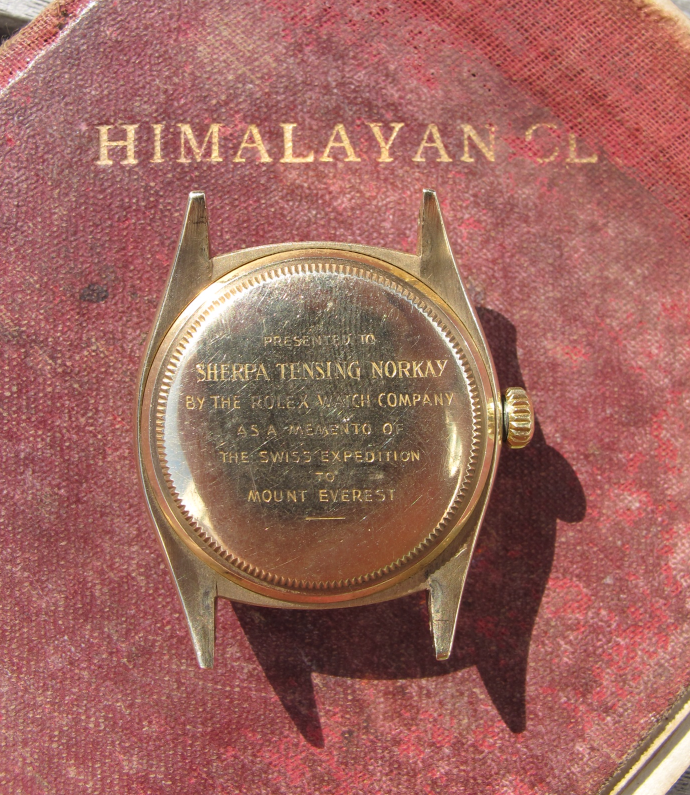 HIMALAYAN CLU
PRESENTED TO
SHERPA TENSING NORKAY
BY THE ROLEX WATCH COMPANY
AS A MEMENTO OF
THE SWISS EXPEDITION
TO
MOUNT EVEREST